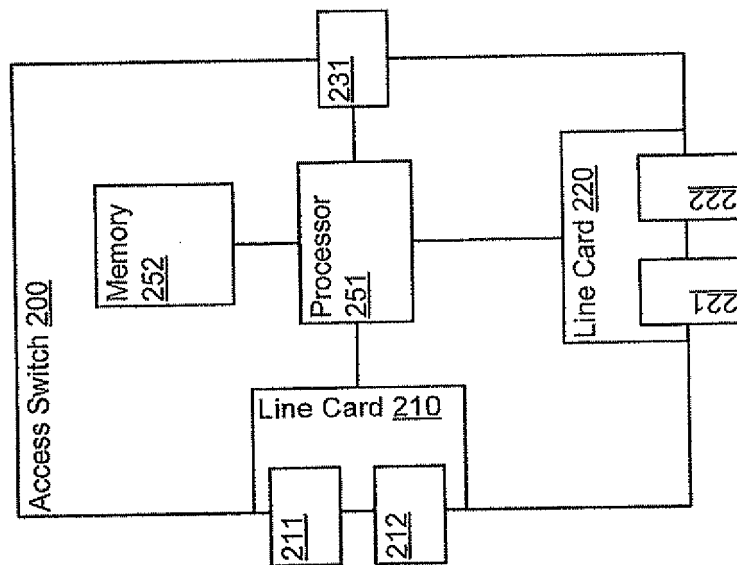 Access Switch 200
Memory
252
231
Processor
251
Line Card 210
211
212
Line Card 220
221
222